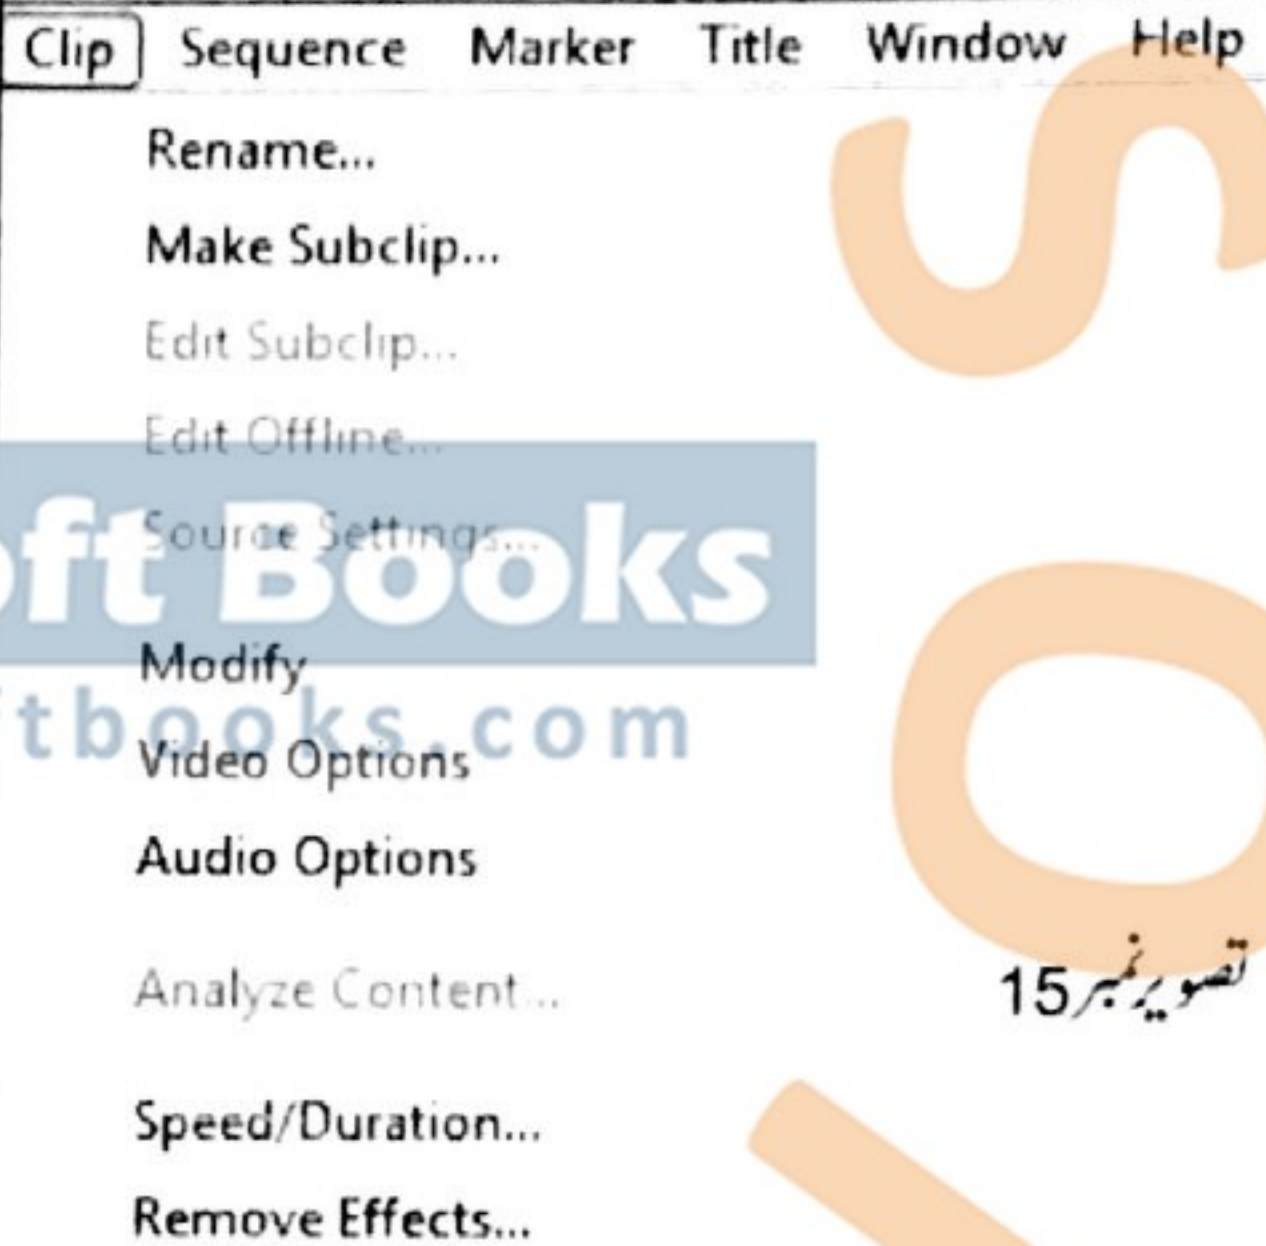 Clip Sequence Marker Title Window Help
Rename...
Make Subclip...
Edit Subclip...
Edit Offline...
Source Settings...
oft Books
Modify
tbooks.com
Video Options
Audio Options
Analyze Content...
تصویر نمبر 15
Speed/Duration...
Remove Effects...